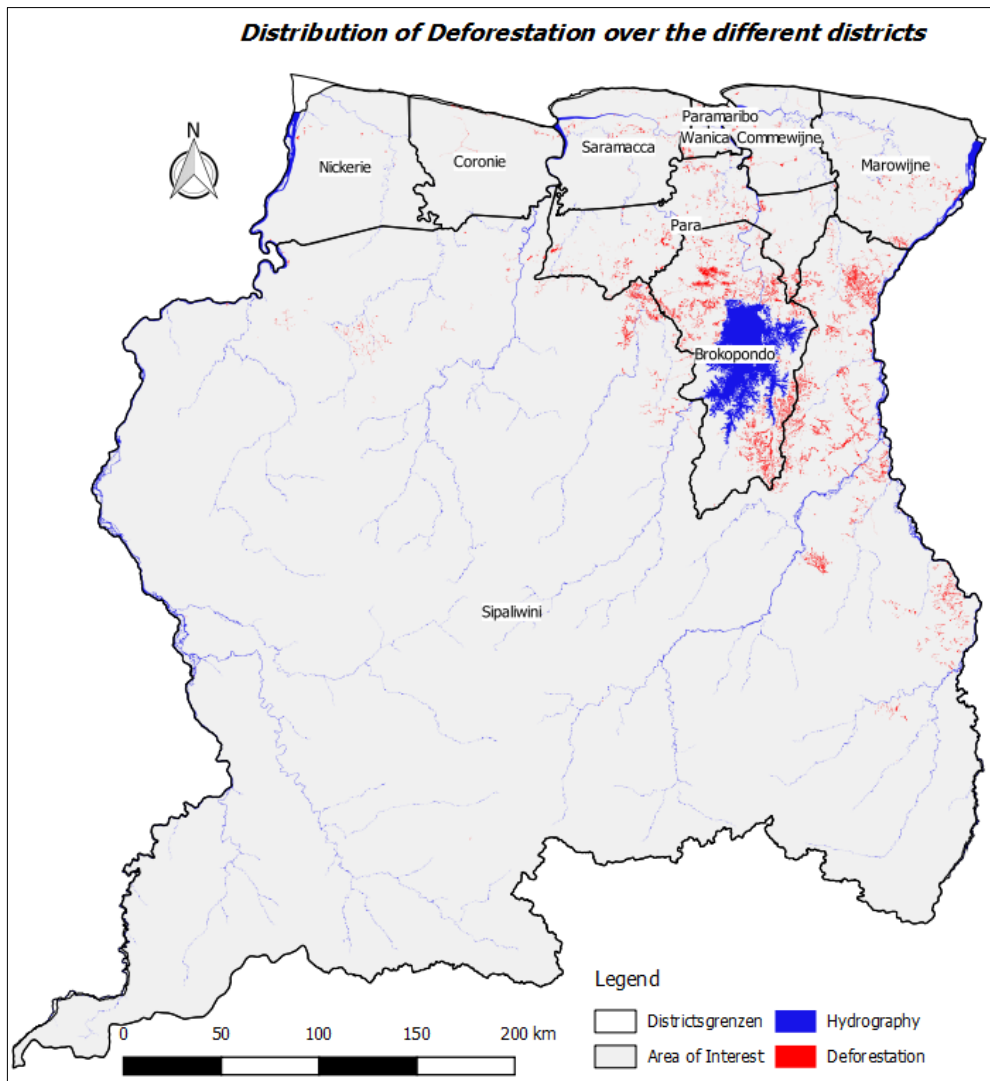 Distribution of Deforestation over the different districts
N
Paramaribo
Wanica Commewijne
Saramacca
Coronie
Nickerie
Marowijne
Para
Brokopondo
Sipaliwini
Legend
Districtsgrenzen
Hydrography
Area of Interest
Deforestation
0 50 100 150 200 km